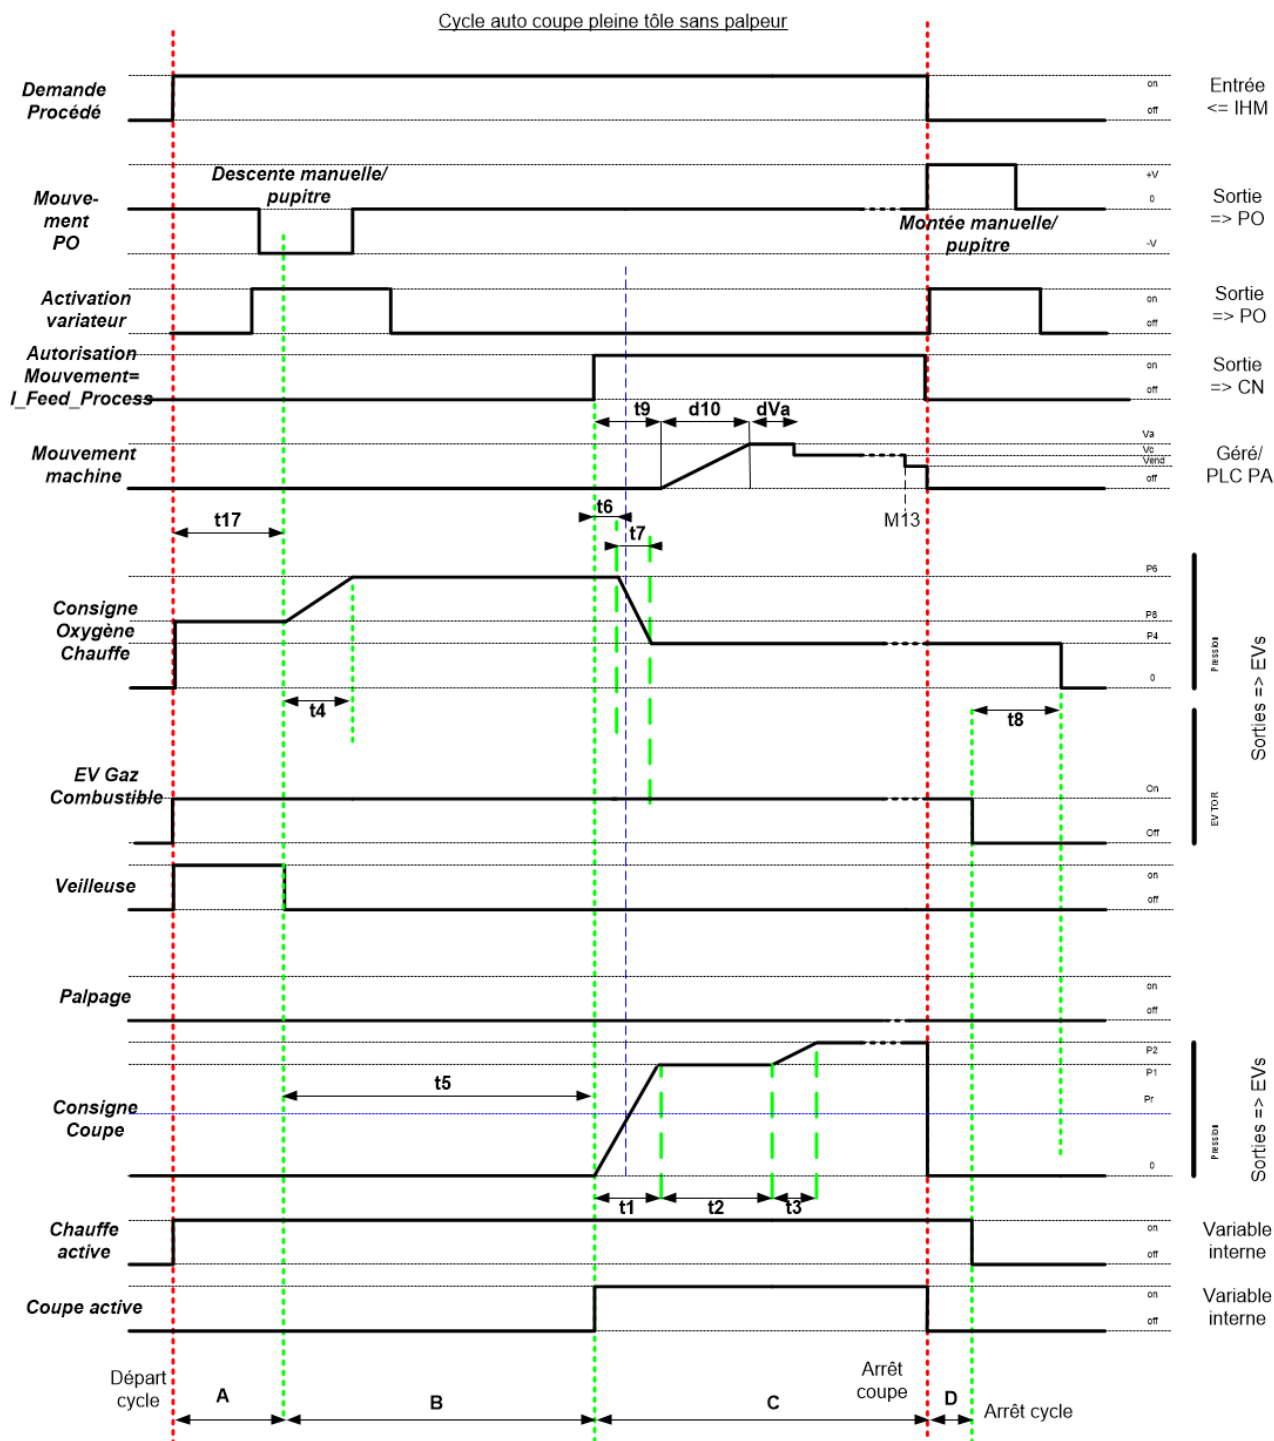 Cycle auto coupe pleine tôle sans palpeur
Demande
Procédé
on
off
Entrée
<= IHM
Descente manuelle/
pupitre
Mouve-
ment
PO
+V
0
-V
Sortie
=> PO
Montée manuelle/
pupitre
Activation
variateur
on
off
Sortie
=> PO
Autorisation
Mouvement=
I_Feed_Process
on
off
Sortie
=> CN
t9
d10
dVa
Mouvement
machine
Va
Vc
Vend
off
Géré/
PLC PA
M13
t17
t6
t7
Consigne
Oxygène
Chauffe
P6
P8
P4
0
Pression
Sorties => EVs
t4
t8
EV Gaz
Combustible
On
Off
EV TOR
Veilleuse
on
off
Palpage
on
off
t5
Consigne
Coupe
P2
P1
Pr
0
Pression
Sorties => EVs
t1
t2
t3
Chauffe
active
on
off
Variable
interne
Coupe active
on
off
Variable
interne
Départ
cycle
A
B
C
Arrêt
coupe
D
Arrêt cycle